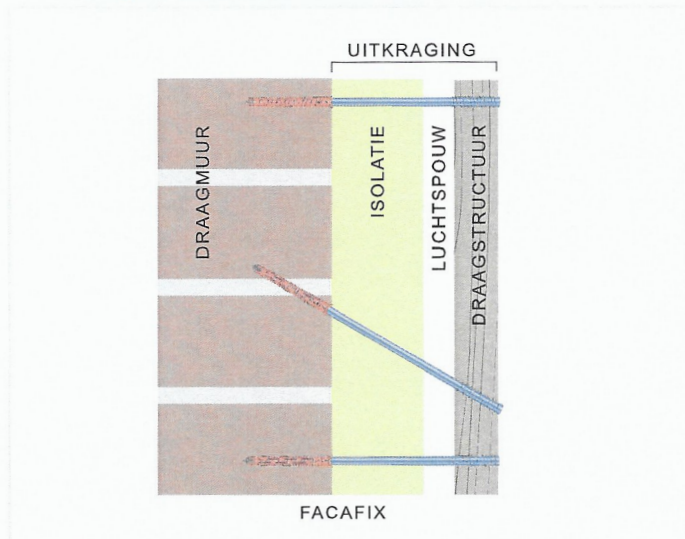 UITKRAGING
DRAAGMUUR
ISOLATIE
LUCHTSPOUW
DRAAGSTRUCTUUR
FACAFIX